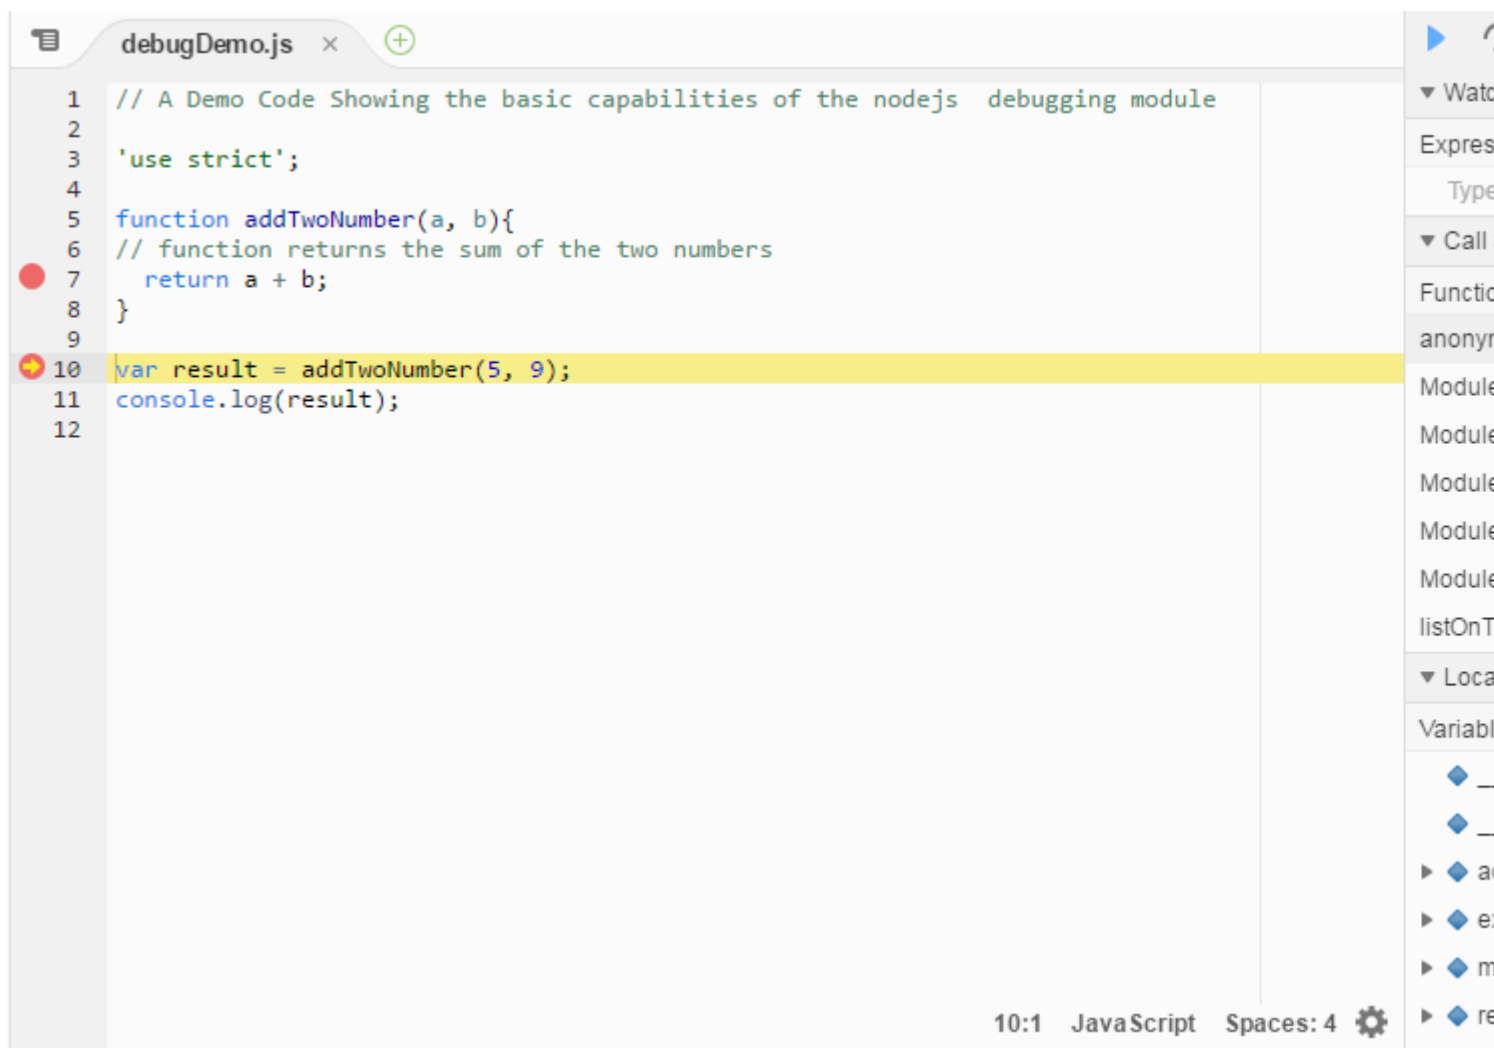 debugDemo.js ×
1 // A Demo Code Showing the basic capabilities of the nodejs  debugging module
2
3 'use strict';
4
5 function addTwoNumber(a, b){
6 // function returns the sum of the two numbers
7   return a + b;
8 }
9
10 var result = addTwoNumber(5, 9);
11 console.log(result);
12
10:1 JavaScript Spaces: 4
Watc
Expres
Type
Call
Functio
anonyr
Module
Module
Module
Module
Module
listOnT
Loca
Variabl